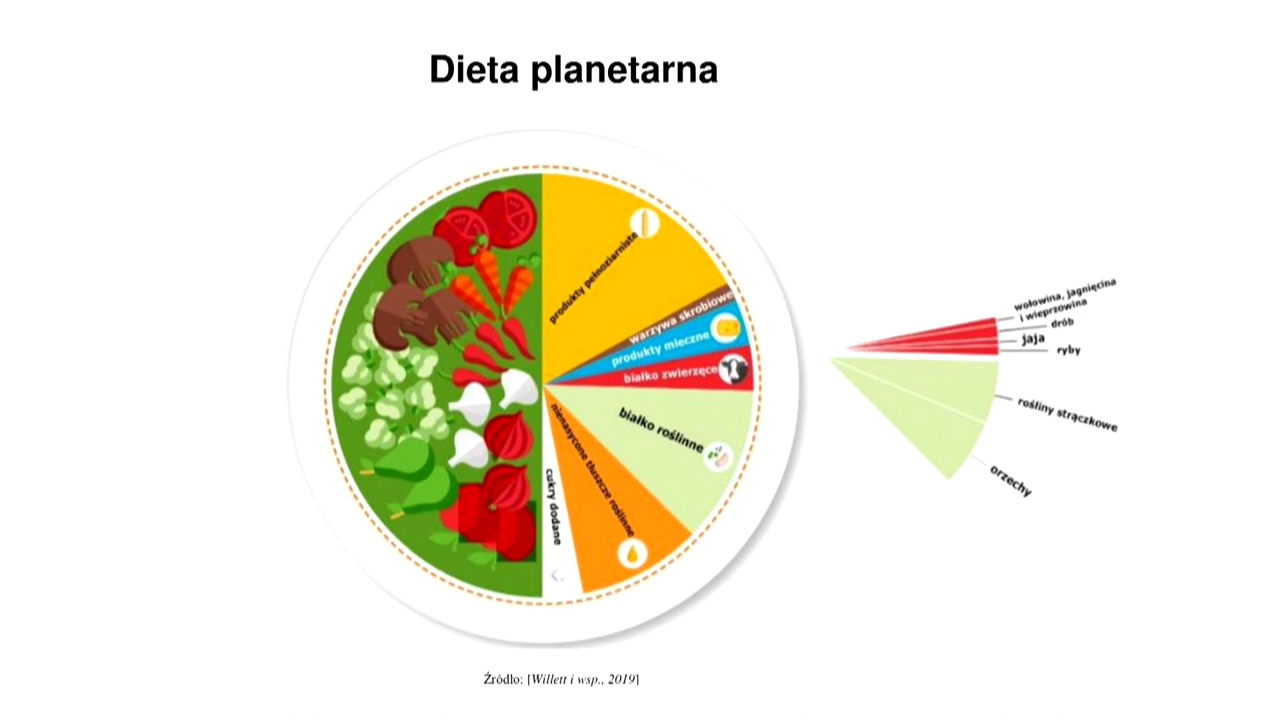 Dieta planetarna
produkty pełnoziarniste
warzywa skrobiowe
produkty mleczne
białko zwierzęce
białko roślinne
nienasycone tłuszcze roślinne
cukry dodane
wołowina, jagnięcina
i wieprzowina
drób
jaja
ryby
rośliny strączkowe
orzechy
Źródło: [Willett i wsp., 2019]